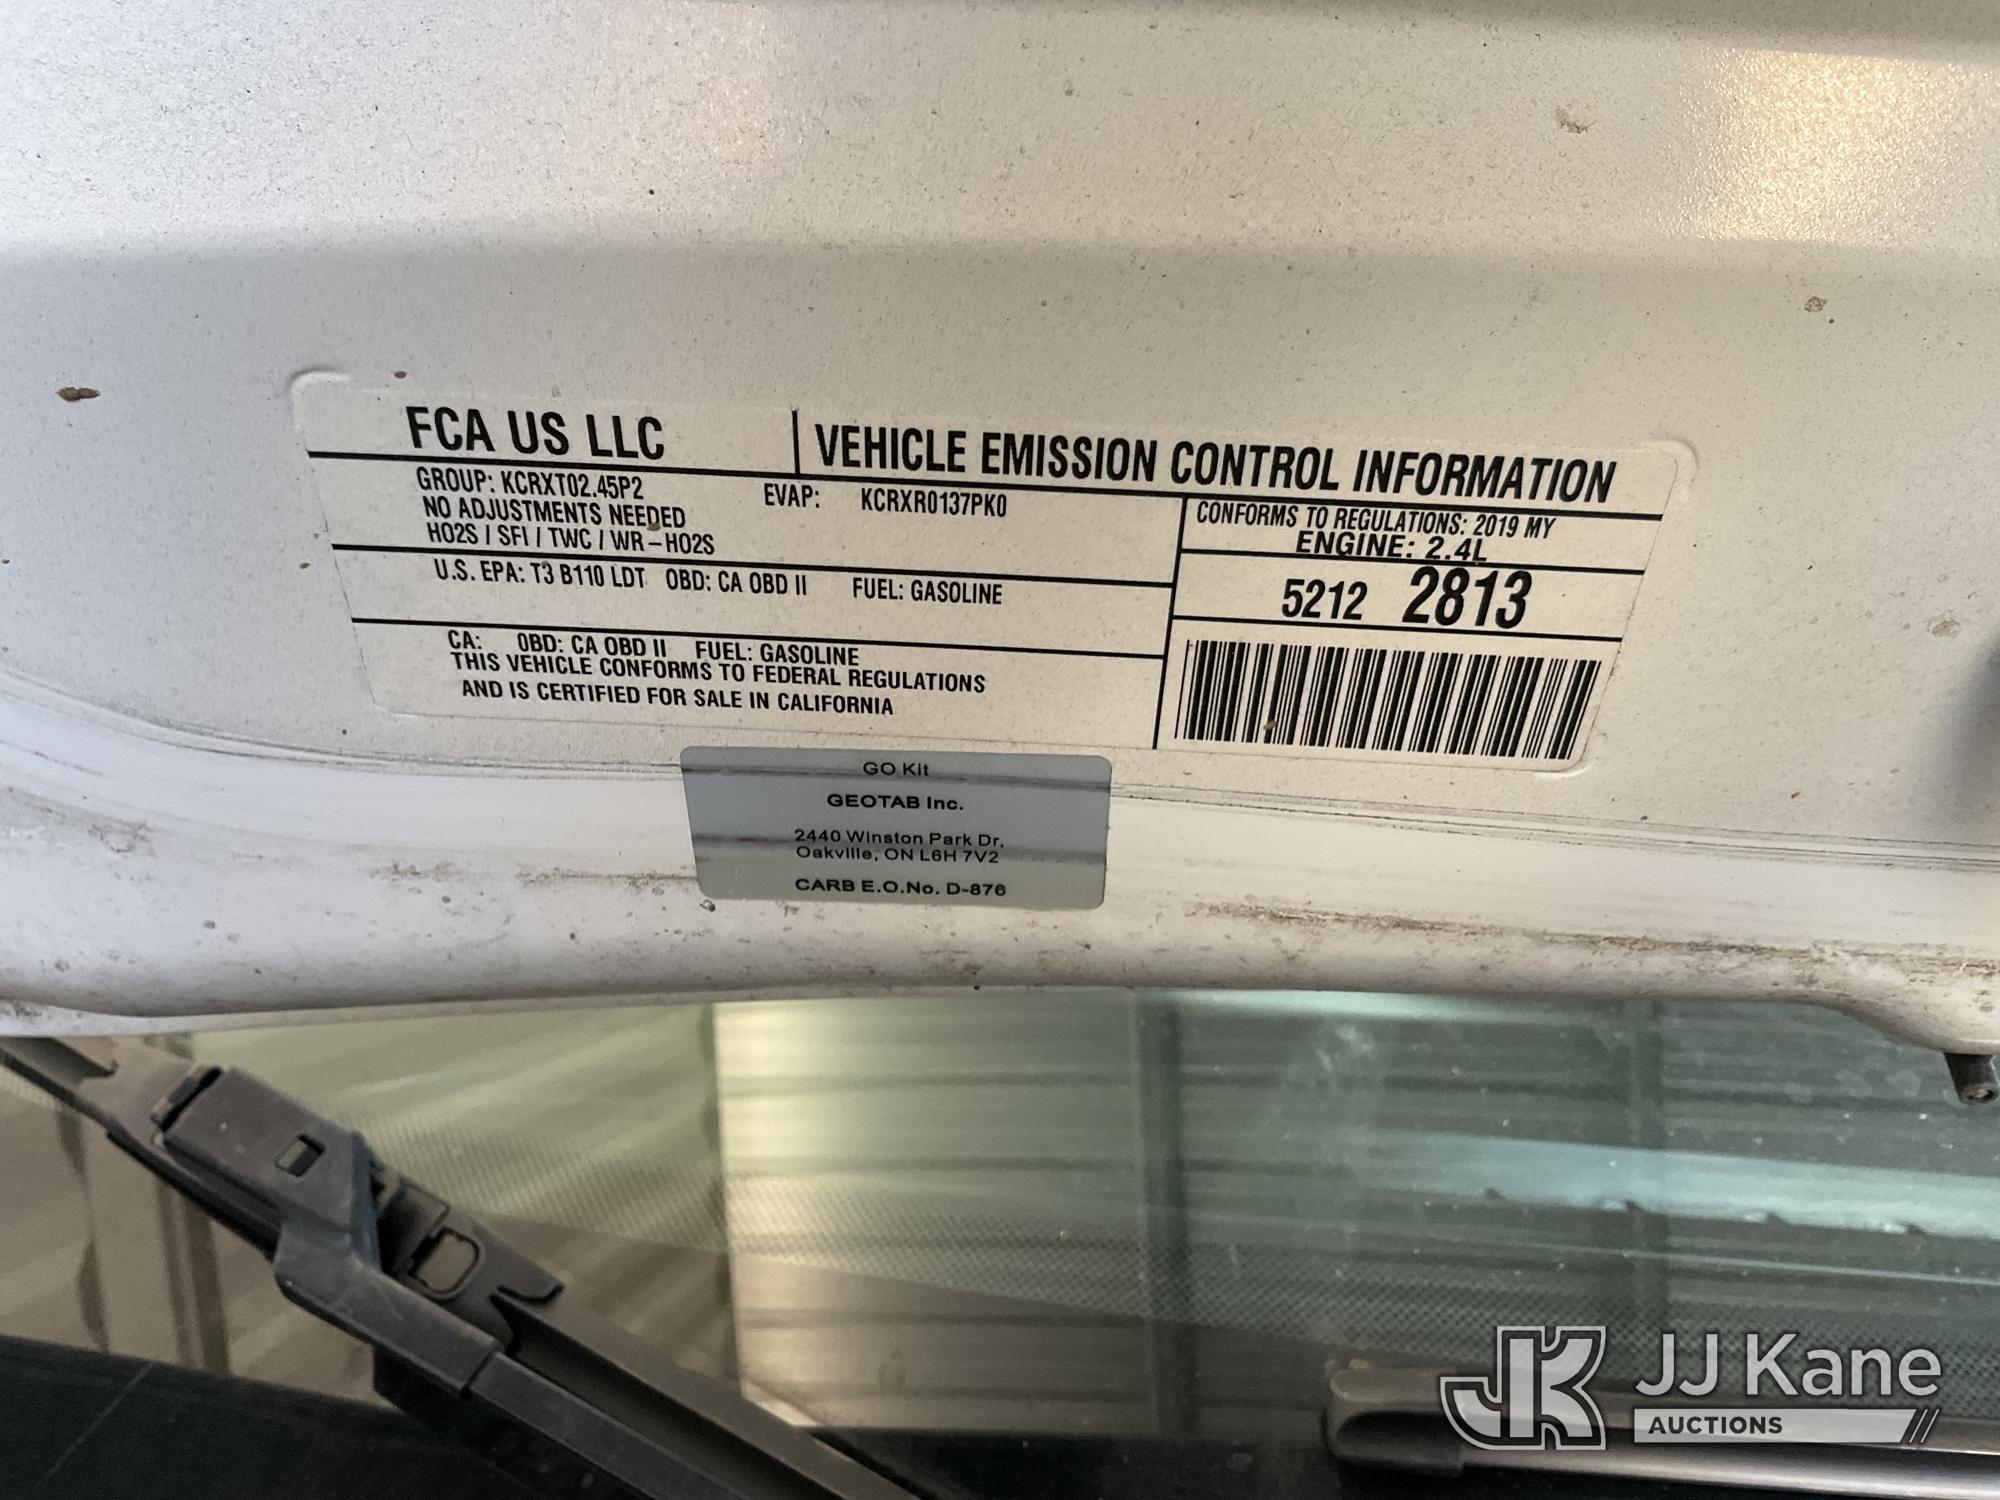 FCA US LLC
VEHICLE EMISSION CONTROL INFORMATION
GROUP: KCRXT02.45P2
EVAP: KCRXR0137PK0
NO ADJUSTMENTS NEEDED
HO2S / SFI / TWC / WR-HO2S
U.S. EPA: T3 B110 LDT OBD: CA OBD II FUEL: GASOLINE
CA: OBD: CA OBD II FUEL: GASOLINE
THIS VEHICLE CONFORMS TO FEDERAL REGULATIONS
AND IS CERTIFIED FOR SALE IN CALIFORNIA
CONFORMS TO REGULATIONS: 2019 MY
ENGINE: 2.4L
5212 2813
GO Kit
GEOTAB Inc.
2440 Winston Park Dr,
Oakville, ON L6H 7V2
CARB E.O.No. D-876
JK JJ Kane
AUCTIONS